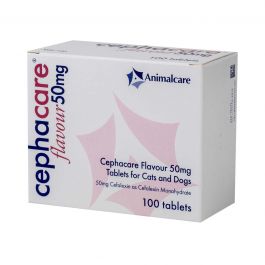 cephacare
flavour 50mg
Animalcare
Cephacare Flavour 50mg
Tablets for Cats and Dogs
50mg Cefalexin as Cefalexin Monohydrate
100 tablets